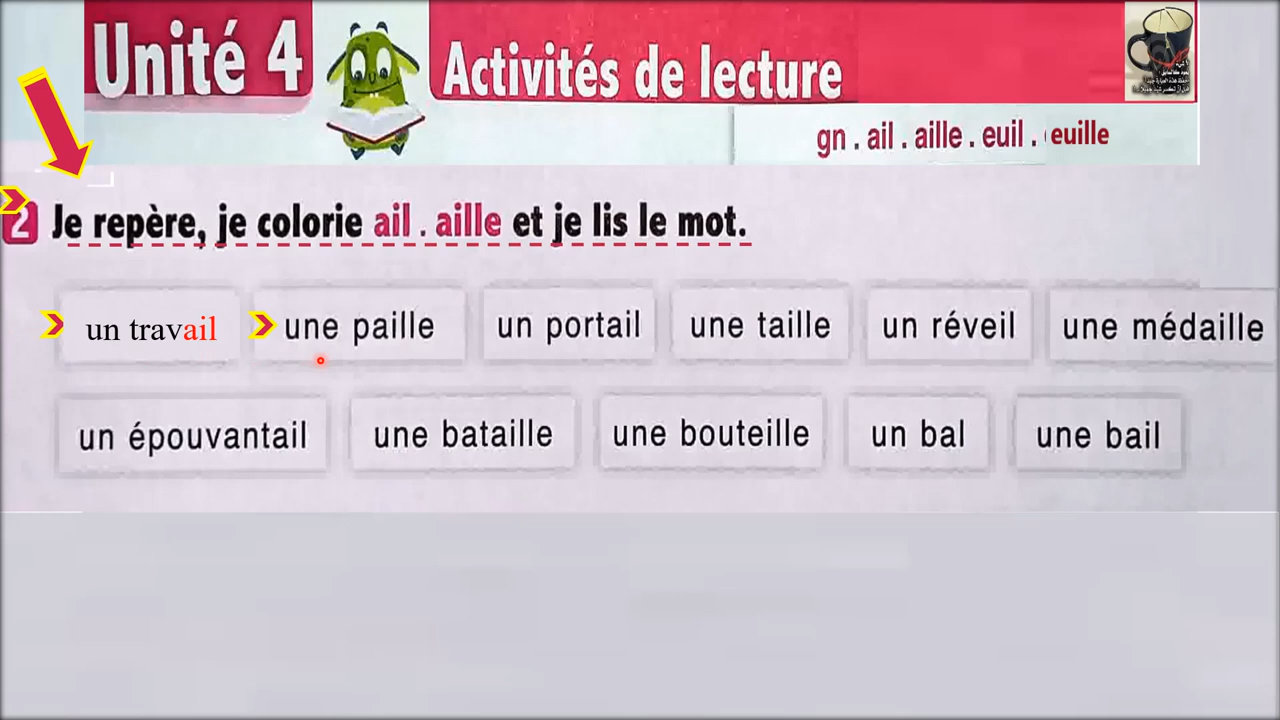 Unité 4
Activités de lecture
gn . ail . aille . euil . euille
2 Je repère, je colorie ail . aille et je lis le mot.
un travail une paille un portail une taille un réveil une médaille
un épouvantail une bataille une bouteille un bal une bail